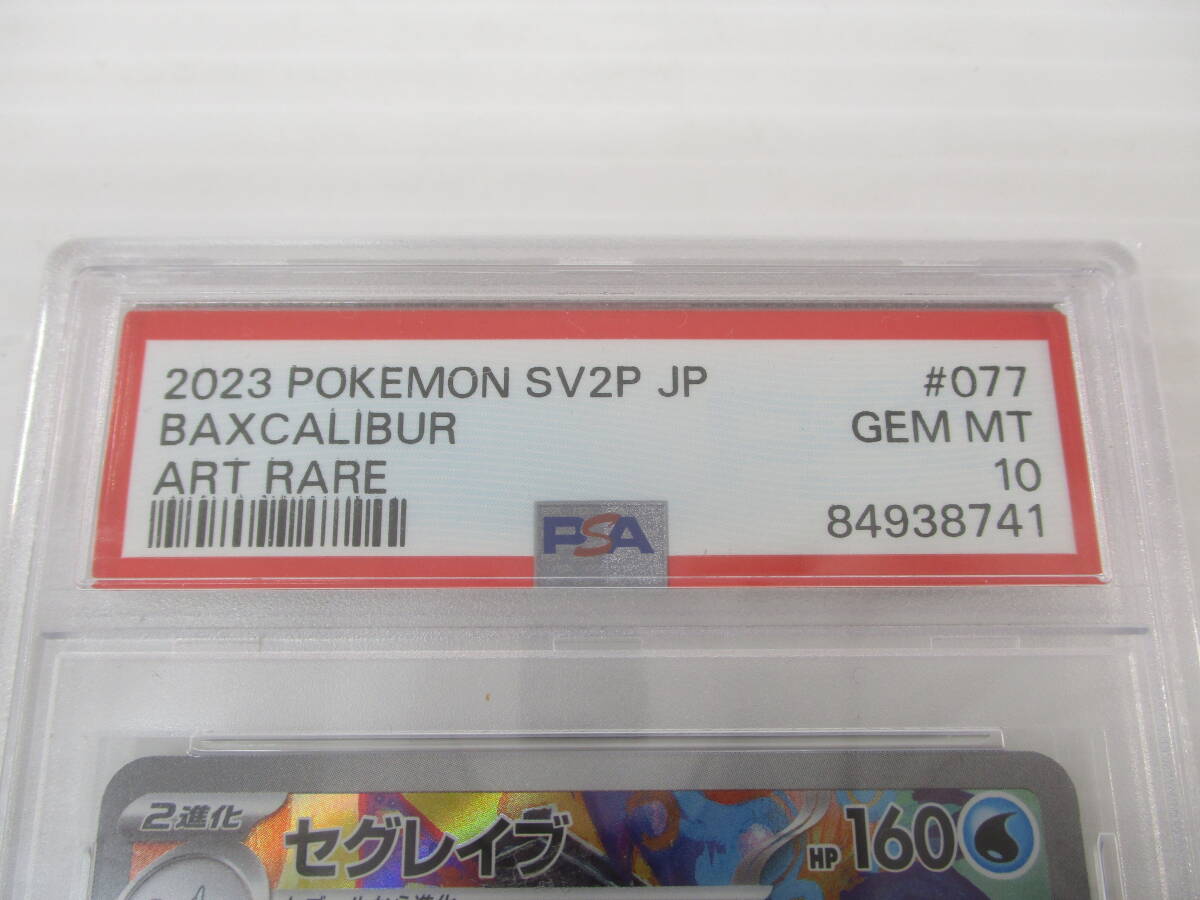 2023 POKEMON SV2P JP #077
BAXCALIBUR GEM MT
ART RARE 10
84938741
PSA
2進化 セグレイブ HP 160